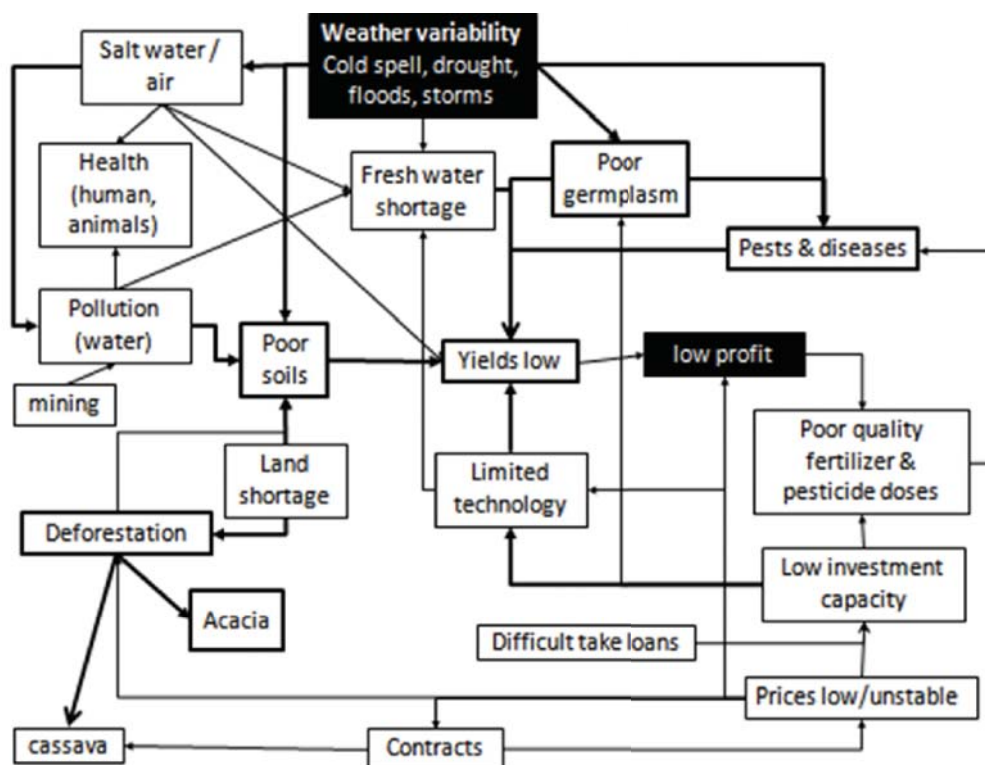 Weather variability
Cold spell, drought,
floods, storms
Salt water /
air
Health
(human,
animals)
Fresh water
shortage
Poor
germplasm
Pests & diseases
Pollution
(water)
Poor
soils
Yields low
low profit
mining
Land
shortage
Limited
technology
Poor quality
fertilizer &
pesticide doses
Deforestation
Low investment
capacity
Acacia
Difficult take loans
Prices low/unstable
cassava
Contracts